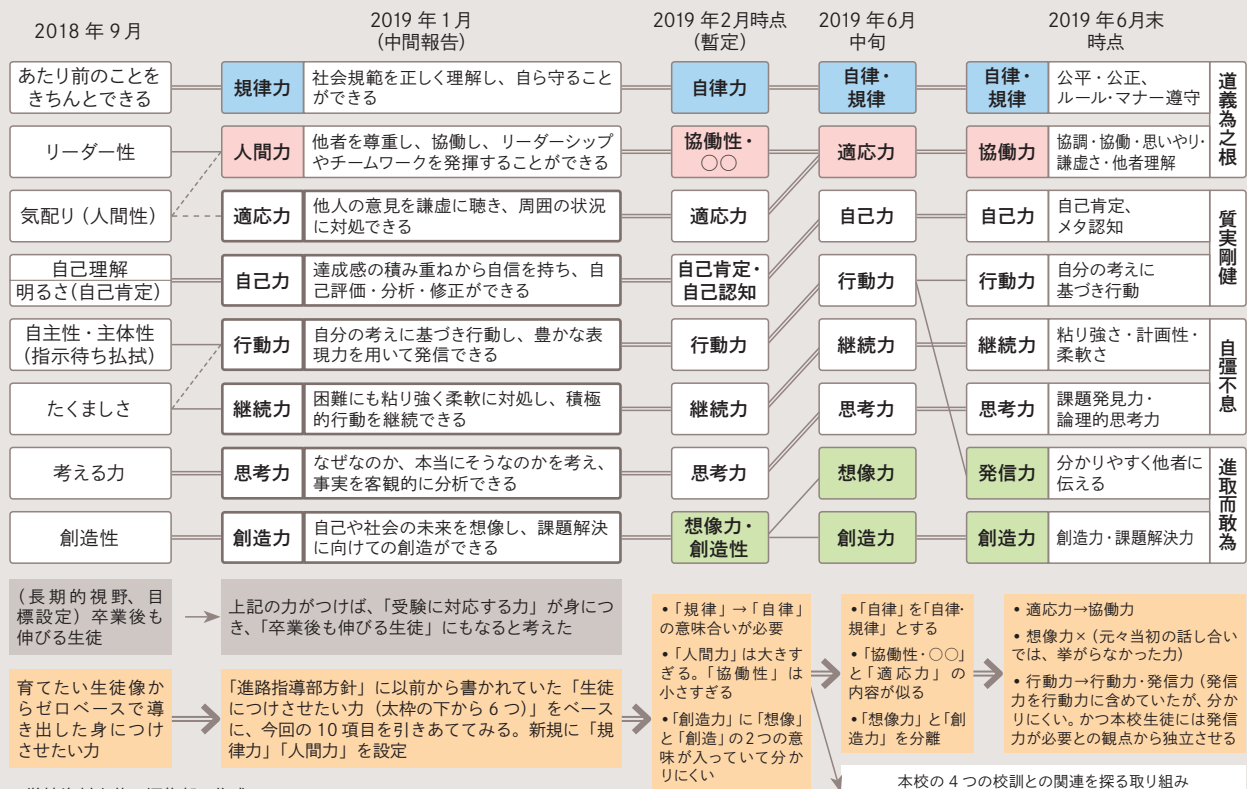 2018 年 9 月
2019 年 1 月
(中間報告)
2019 年2月時点
(暫定)
2019 年6月
中旬
2019 年6月末
時点
あたり前のことを
きちんとできる
規律力
社会規範を正しく理解し、自ら守ること
ができる
自律力
自律・
規律
自律・
規律
公平・公正、
ルール・マナー遵守
道義為之根
リーダー性
人間力
他者を尊重し、協働し、リーダーシップ
やチームワークを発揮することができる
協働性・
○○
適応力
協働力
協調・協働・思いやり・
謙虚さ・他者理解
気配り (人間性)
適応力
他人の意見を謙虚に聴き、周囲の状況
に対処できる
適応力
自己力
自己力
自己肯定、
メタ認知
質実剛健
自己理解
明るさ(自己肯定)
自己力
達成感の積み重ねから自信を持ち、自
己評価・分析・修正ができる
自己肯定・
自己認知
行動力
行動力
自分の考えに
基づき行動
自主性・主体性
(指示待ち払拭)
行動力
自分の考えに基づき行動し、豊かな表
現力を用いて発信できる
行動力
継続力
継続力
粘り強さ・計画性・
柔軟さ
自彊不息
たくましさ
継続力
困難にも粘り強く柔軟に対処し、積極
的行動を継続できる
継続力
思考力
思考力
課題発見力・
論理的思考力
考える力
思考力
なぜなのか、本当にそうなのかを考え、
事実を客観的に分析できる
思考力
想像力
発信力
分かりやすく他者に
伝える
進取而敢為
創造性
創造力
自己や社会の未来を想像し、課題解決
に向けての創造ができる
想像力・
創造性
創造力
創造力
創造力・課題解決力
(長期的視野、目
標設定) 卒業後も
伸びる生徒
上記の力がつけば、「受験に対応する力」が身につ
き、「卒業後も伸びる生徒」にもなると考えた
育てたい生徒像か
らゼロベースで導
き出した身につけ
させたい力
「進路指導部方針」に以前から書かれていた「生徒
につけさせたい力 (太枠の下から 6 つ)」をベース
に、今回の 10 項目を引きあててみる。新規に「規
律力」「人間力」を設定
• 「規律」→「自律」
の意味合いが必要
• 「人間力」は大きす
ぎる。「協働性」は
小さすぎる
• 「創造力」に「想像」
と「創造」の2つの意
味が入っていて分か
りにくい
• 「自律」を「自律・
規律」とする
• 「協働性・○○」
と「適応力」の
内容が似る
• 「想像力」と「創
造力」を分離
• 適応力→協働力
• 想像力× (元々当初の話し合い
では、挙がらなかった力)
• 行動力→行動力・発信力 (発信
力を行動力に含めていたが、分か
りにくい。かつ本校生徒には発信
力が必要との観点から独立させる
本校の 4 つの校訓との関連を探る取り組み